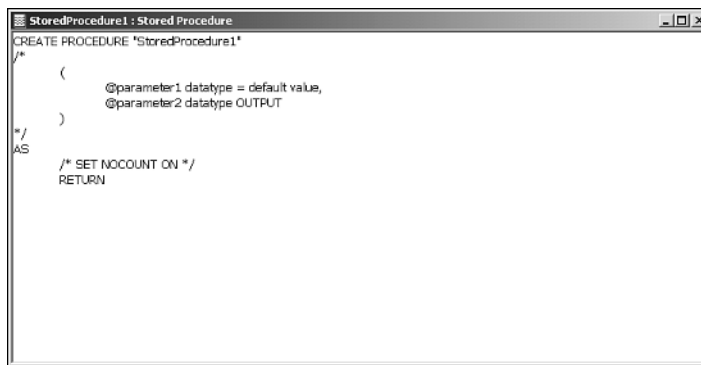 StoredProcedure1 : Stored Procedure
CREATE PROCEDURE "StoredProcedure1"
/*
(
@parameter1 datatype = default value,
@parameter2 datatype OUTPUT
)
*/
AS
/* SET NOCOUNT ON */
RETURN